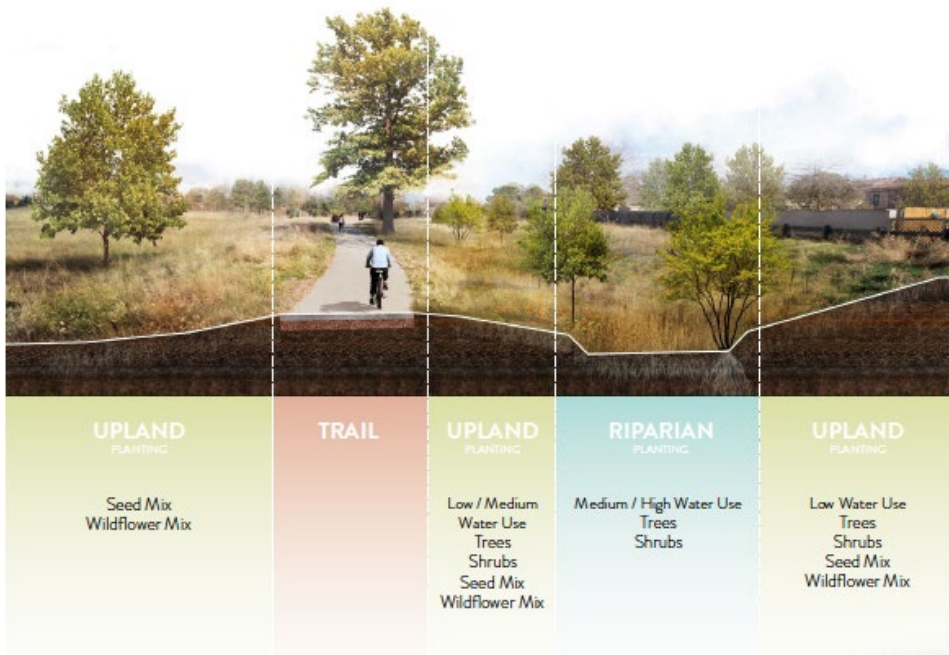 UPLAND
PLANTING
Seed Mix
Wildflower Mix
TRAIL
UPLAND
PLANTING
Low / Medium
Water Use
Trees
Shrubs
Seed Mix
Wildflower Mix
RIPARIAN
PLANTING
Medium / High Water Use
Trees
Shrubs
UPLAND
PLANTING
Low Water Use
Trees
Shrubs
Seed Mix
Wildflower Mix